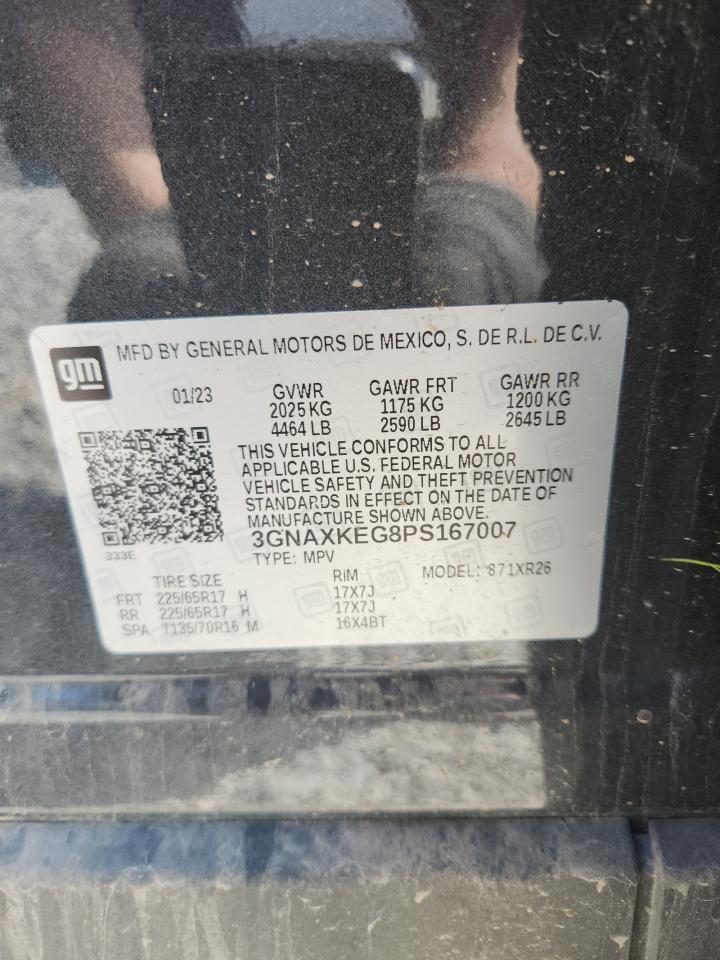 gm
MFD BY GENERAL MOTORS DE MEXICO, S. DE R.L. DE C.V.
01/23 GVWR GAWR FRT GAWR RR
2025 KG 1175 KG 1200 KG
4464 LB 2590 LB 2645 LB
THIS VEHICLE CONFORMS TO ALL
APPLICABLE U.S. FEDERAL MOTOR
VEHICLE SAFETY AND THEFT PREVENTION
STANDARDS IN EFFECT ON THE DATE OF
MANUFACTURE SHOWN ABOVE.
3GNAXKEG8PS167007
333E
TYPE: MPV
TIRE SIZE RIM MODEL: 871XR26
FRT 225/65R17 H 17X7J
RR 225/65R17 H 17X7J
SPA T135/70R16 M 16X4BT